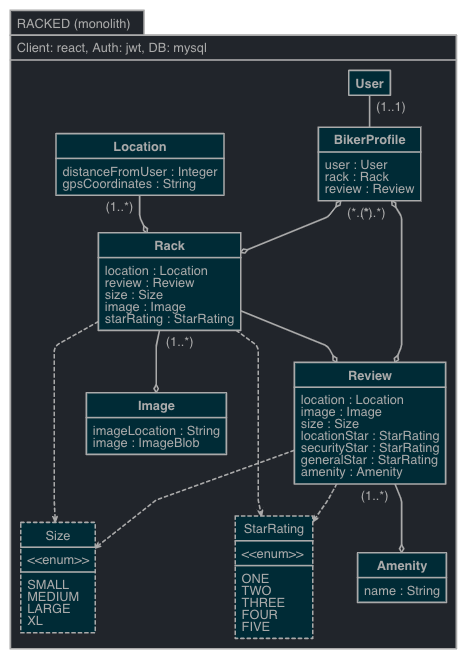 RACKED (monolith)
Client: react, Auth: jwt, DB: mysql
User
(1..1)
BikerProfile
user : User
rack : Rack
review : Review
Location
distanceFromUser : Integer
gpsCoordinates : String
(1..*)
(*.(*).*)
Rack
location : Location
review : Review
size : Size
image : Image
starRating : StarRating
(1..*)
Image
imageLocation : String
image : ImageBlob
Review
location : Location
image : Image
size : Size
locationStar : StarRating
securityStar : StarRating
generalStar : StarRating
amenity : Amenity
(1..*)
Size
<<enum>>
SMALL
MEDIUM
LARGE
XL
StarRating
<<enum>>
ONE
TWO
THREE
FOUR
FIVE
Amenity
name : String